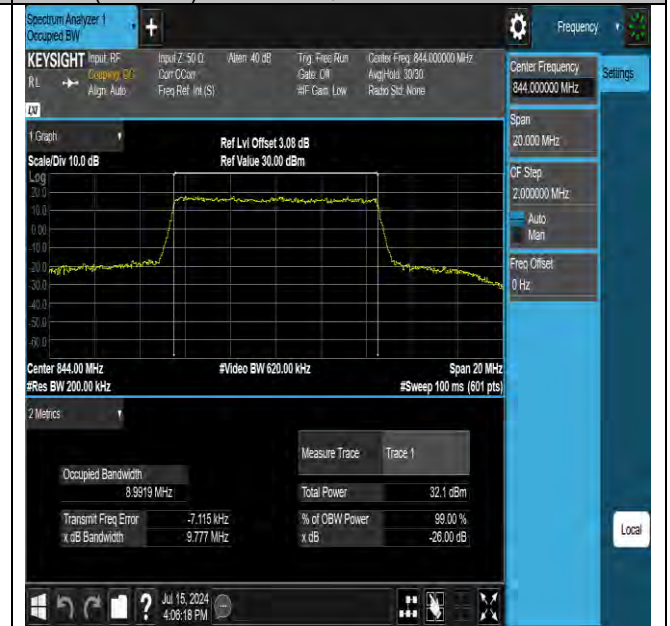 Spectrum Analyzer 1
Occupied BW
+
Frequency
KEYSIGHT
RL
Input: RF
Coupling: DC
Align: Auto
Input Z: 50 Ω
Corr CCorr
Freq Ref: Int (S)
Atten: 40 dB
Trig: Free Run
Gate: Off
#IF Gain: Low
Center Freq: 844.000000 MHz
Avg|Hold: 30/30
Radio Std: None
LXI
Center Frequency
844.000000 MHz
Settings
Span
20.000 MHz
CF Step
2.000000 MHz
Auto
Man
Freq Offset
0 Hz
1 Graph
Scale/Div 10.0 dB
Ref Lvl Offset 3.08 dB
Ref Value 30.00 dBm
Log
20.0
10.0
0.00
-10.0
-20.0
-30.0
-40.0
-50.0
-60.0
Center 844.00 MHz
#Video BW 620.00 kHz
Span 20 MHz
#Res BW 200.00 kHz
#Sweep 100 ms (601 pts)
2 Metrics
Measure Trace
Trace 1
Occupied Bandwidth
8.9919 MHz
Total Power
32.1 dBm
Transmit Freq Error
-7.115 kHz
% of OBW Power
99.00 %
x dB Bandwidth
9.777 MHz
x dB
-26.00 dB
Local
?
Jul 15, 2024
4:06:18 PM